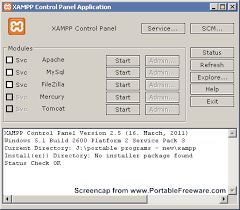 XAMPP Control Panel Application
XAMPP Control Panel
Service...
SCM...
Modules
Svc Apache Start Admin...
Svc MySql Start Admin...
Svc FileZilla Start Admin...
Svc Mercury Start Admin...
Svc Tomcat Start Admin...
Status
Refresh
Explore...
Help
Exit
XAMPP Control Panel Version 2.5 (16. March, 2011)
Windows 5.1 Build 2600 Platform 2 Service Pack 3
Current Directory: J:\portable programs - new\xampp
Install(er)) Directory: No installer package found
Status Check OK
Screencap from www.PortableFreeware.com